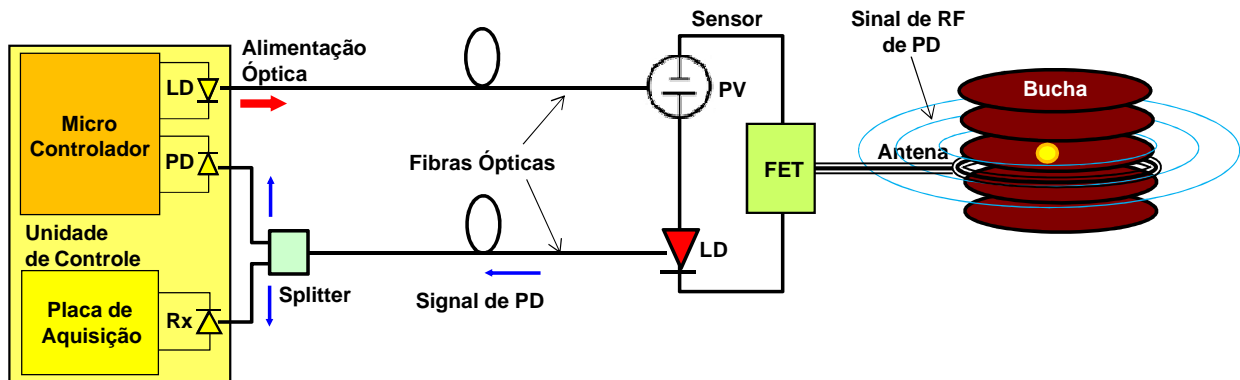 Alimentação
Óptica
Sensor
Sinal de RF
de PD
LD
Micro
Controlador
PD
PV
Bucha
Fibras Ópticas
FET
Antena
Unidade
de Controle
LD
Splitter
Signal de PD
Placa de
Aquisição
Rx